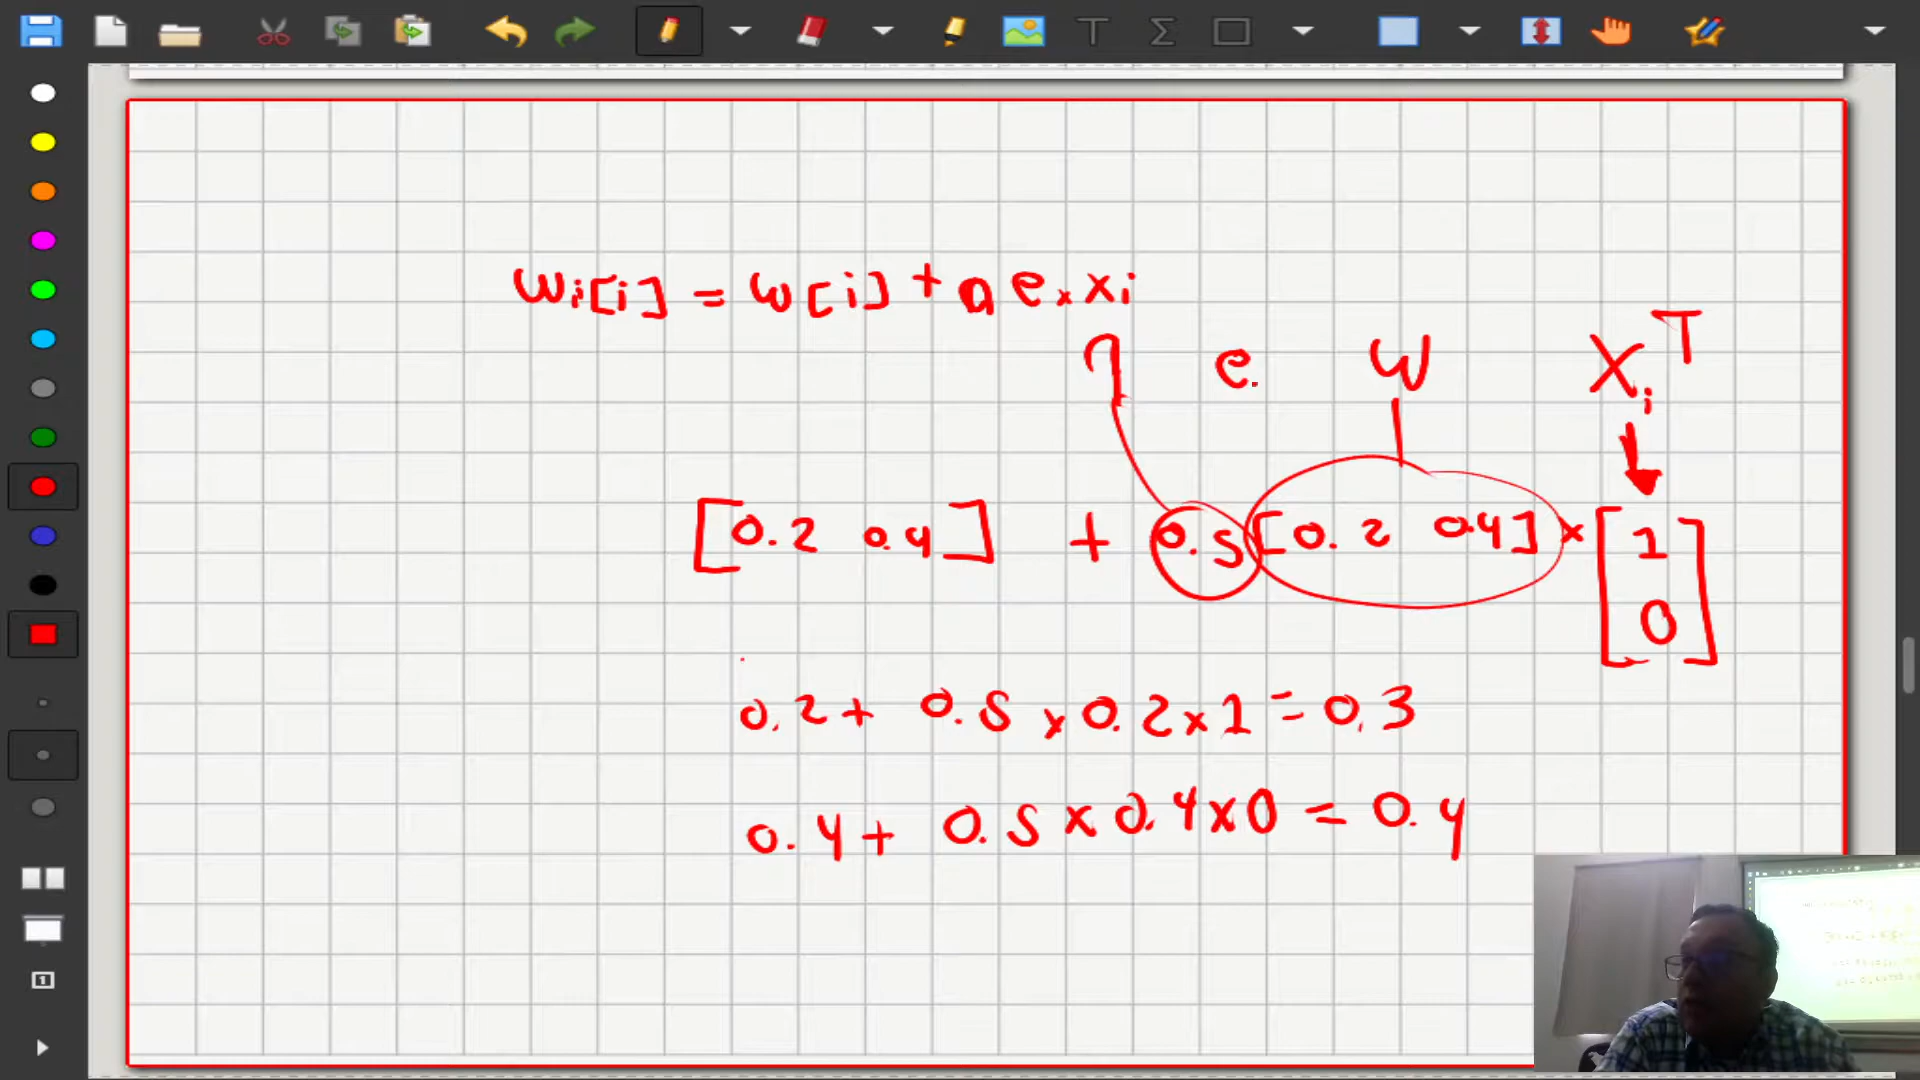 wi[i] = w[i] + η e x xi
η e. W Xi^T
[0.2 0.4] + 0.5 [0.2 0.4] x [1
0]
0.2 + 0.5 x 0.2 x 1 = 0.3
0.4 + 0.5 x 0.4 x 0 = 0.4